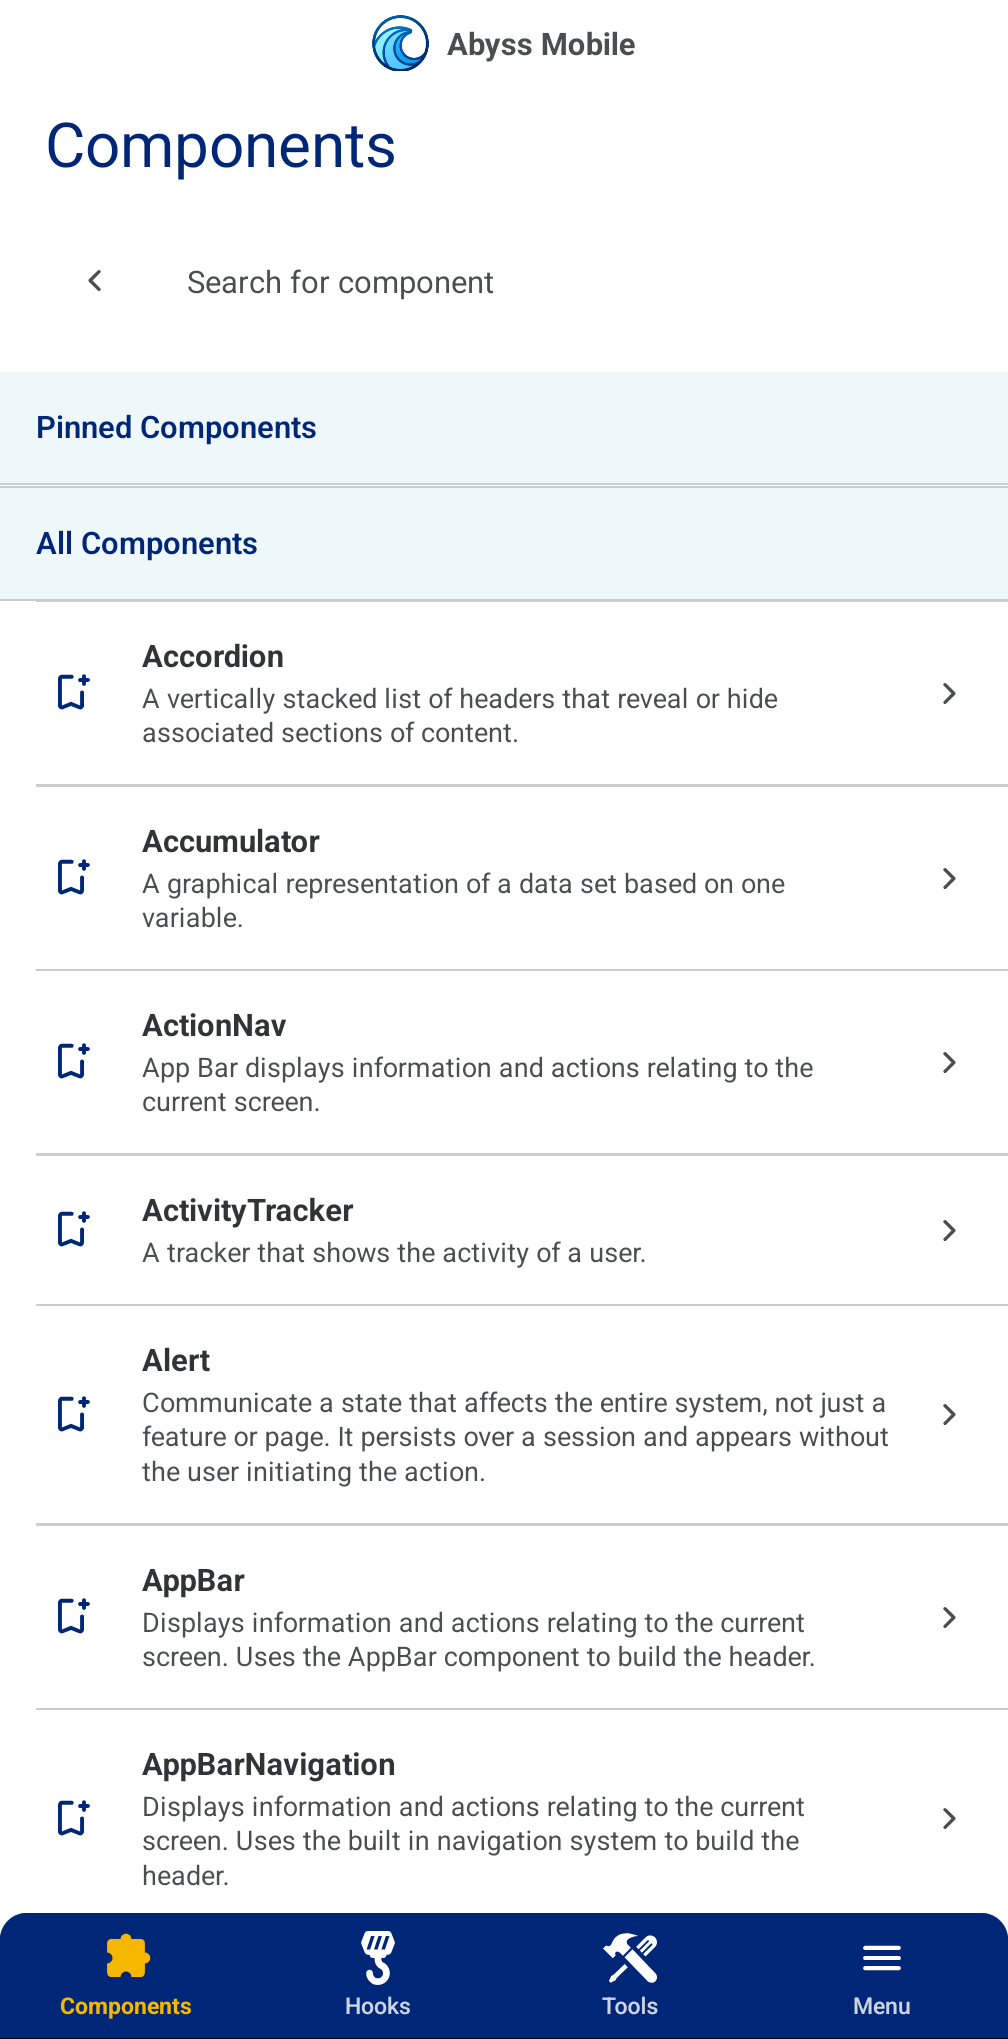 Abyss Mobile
Components
Search for component
Pinned Components
All Components
Accordion
A vertically stacked list of headers that reveal or hide
associated sections of content.
Accumulator
A graphical representation of a data set based on one
variable.
ActionNav
App Bar displays information and actions relating to the
current screen.
ActivityTracker
A tracker that shows the activity of a user.
Alert
Communicate a state that affects the entire system, not just a
feature or page. It persists over a session and appears without
the user initiating the action.
AppBar
Displays information and actions relating to the current
screen. Uses the AppBar component to build the header.
AppBarNavigation
Displays information and actions relating to the current
screen. Uses the built in navigation system to build the
header.
Components
Hooks
Tools
Menu